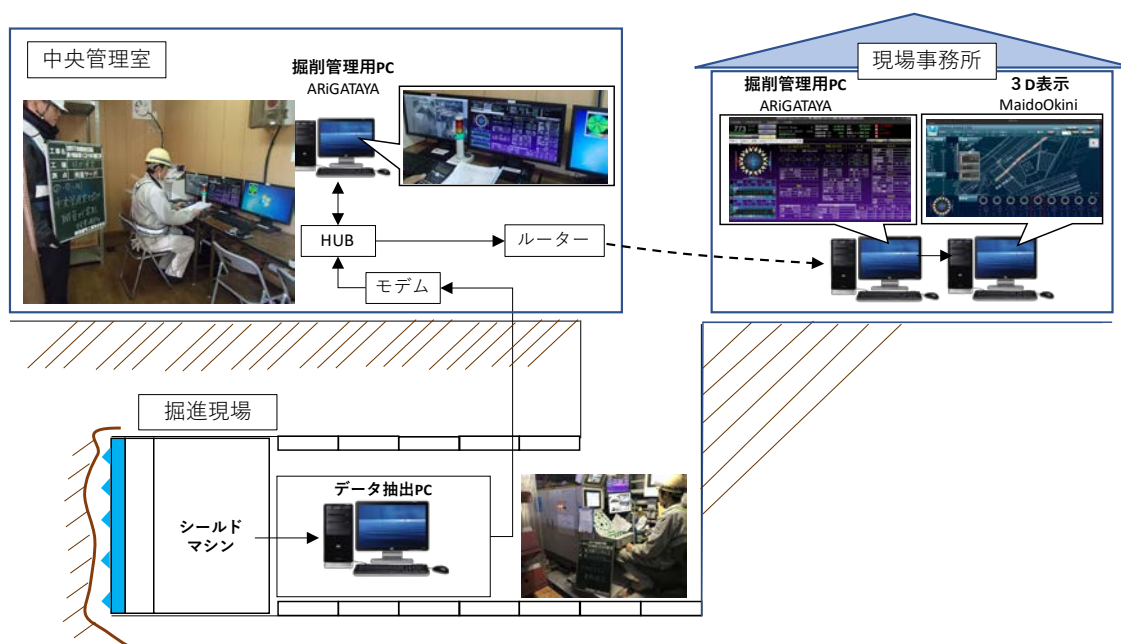 中央管理室
掘削管理用PC
ARiGATAYA
HUB
ルーター
モデム
現場事務所
掘削管理用PC
ARiGATAYA
３D表示
MaidoOkini
掘進現場
データ抽出PC
シールド
マシン